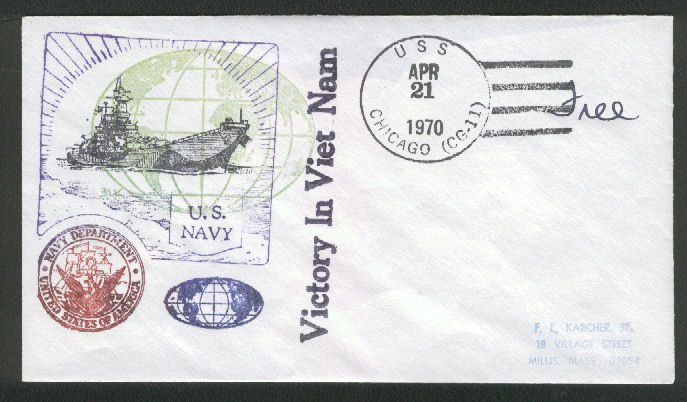 U. S.
NAVY
NAVY DEPARTMENT
UNITED STATES OF AMERICA
Victory In Viet Nam
USS
APR
21
1970
CHICAGO (CG-11)
Free
F. L. KARCHER, JR.
18 VILLAGE STREET
MILLIS, MASS. 02054